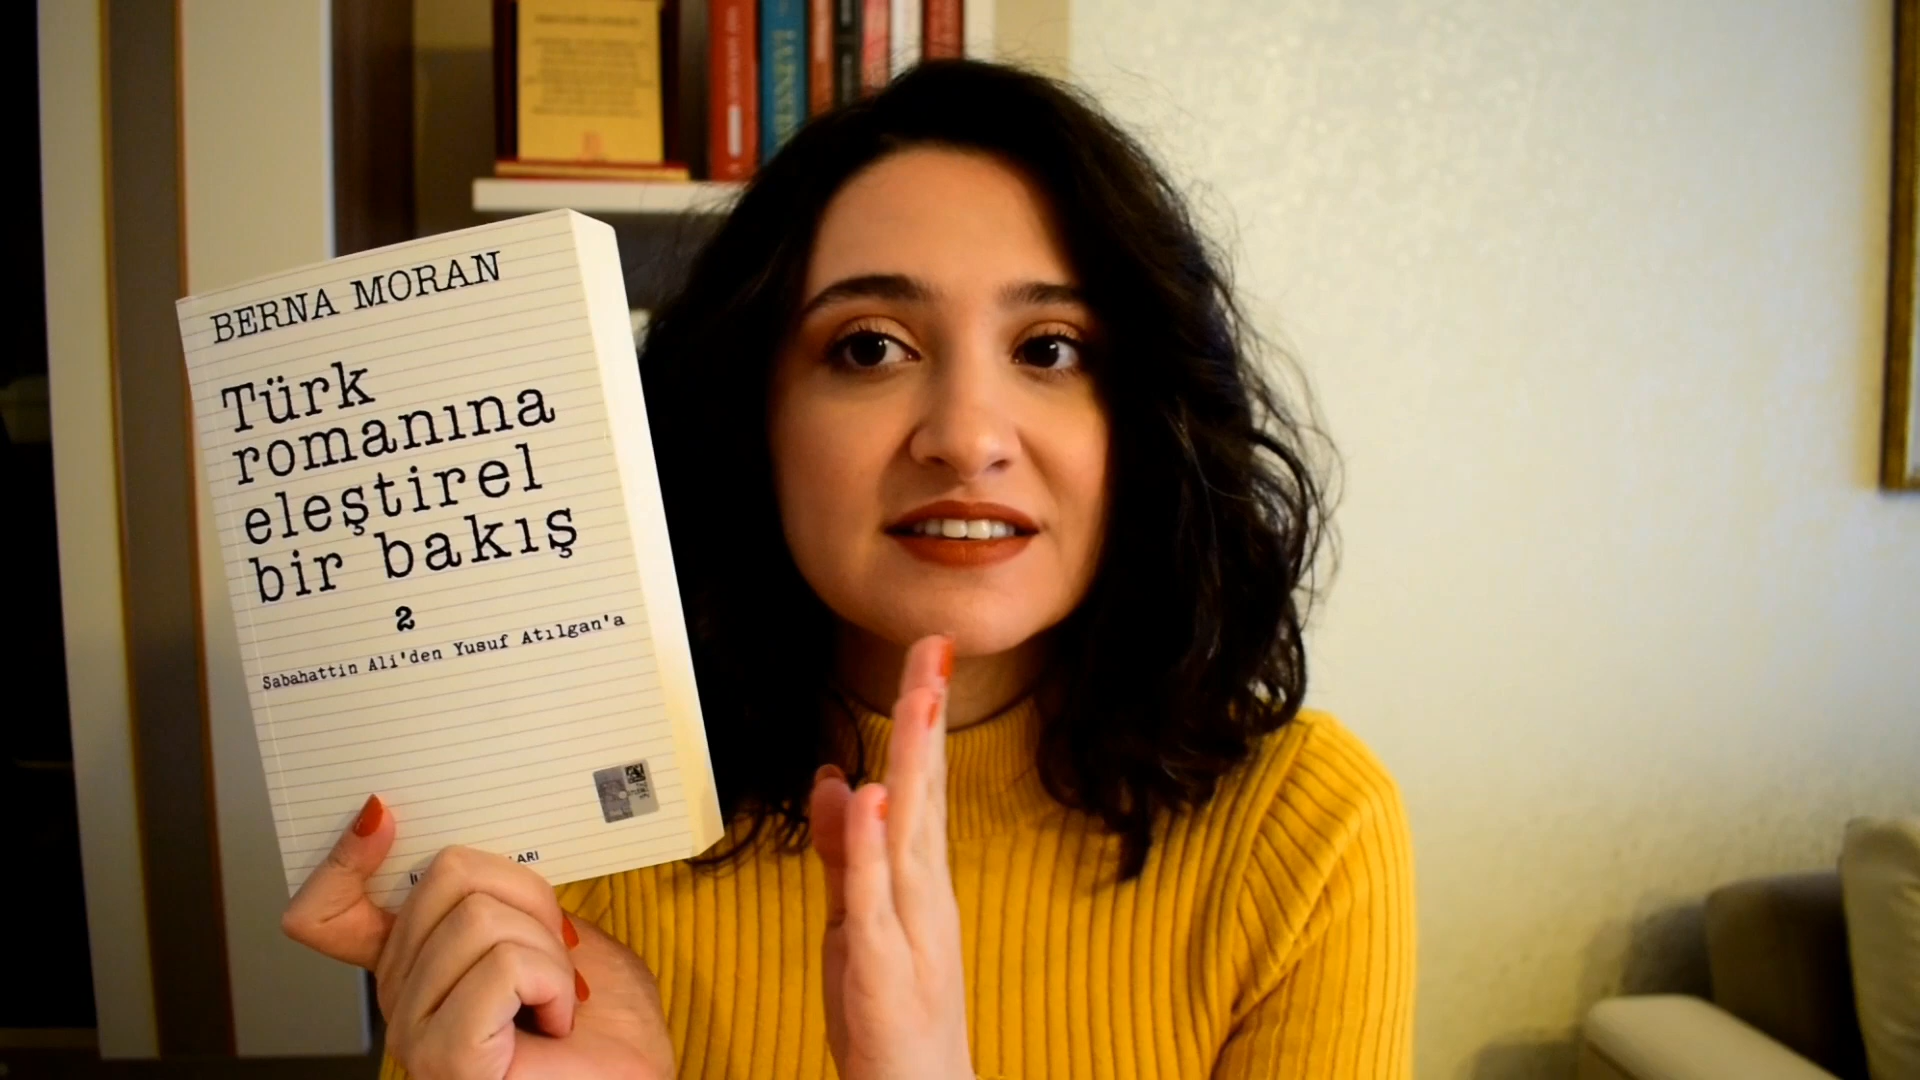 BERNA MORAN
Türk
romanına
eleştirel
bir bakış
2
Sabahattin Ali'den Yusuf Atılgan'a